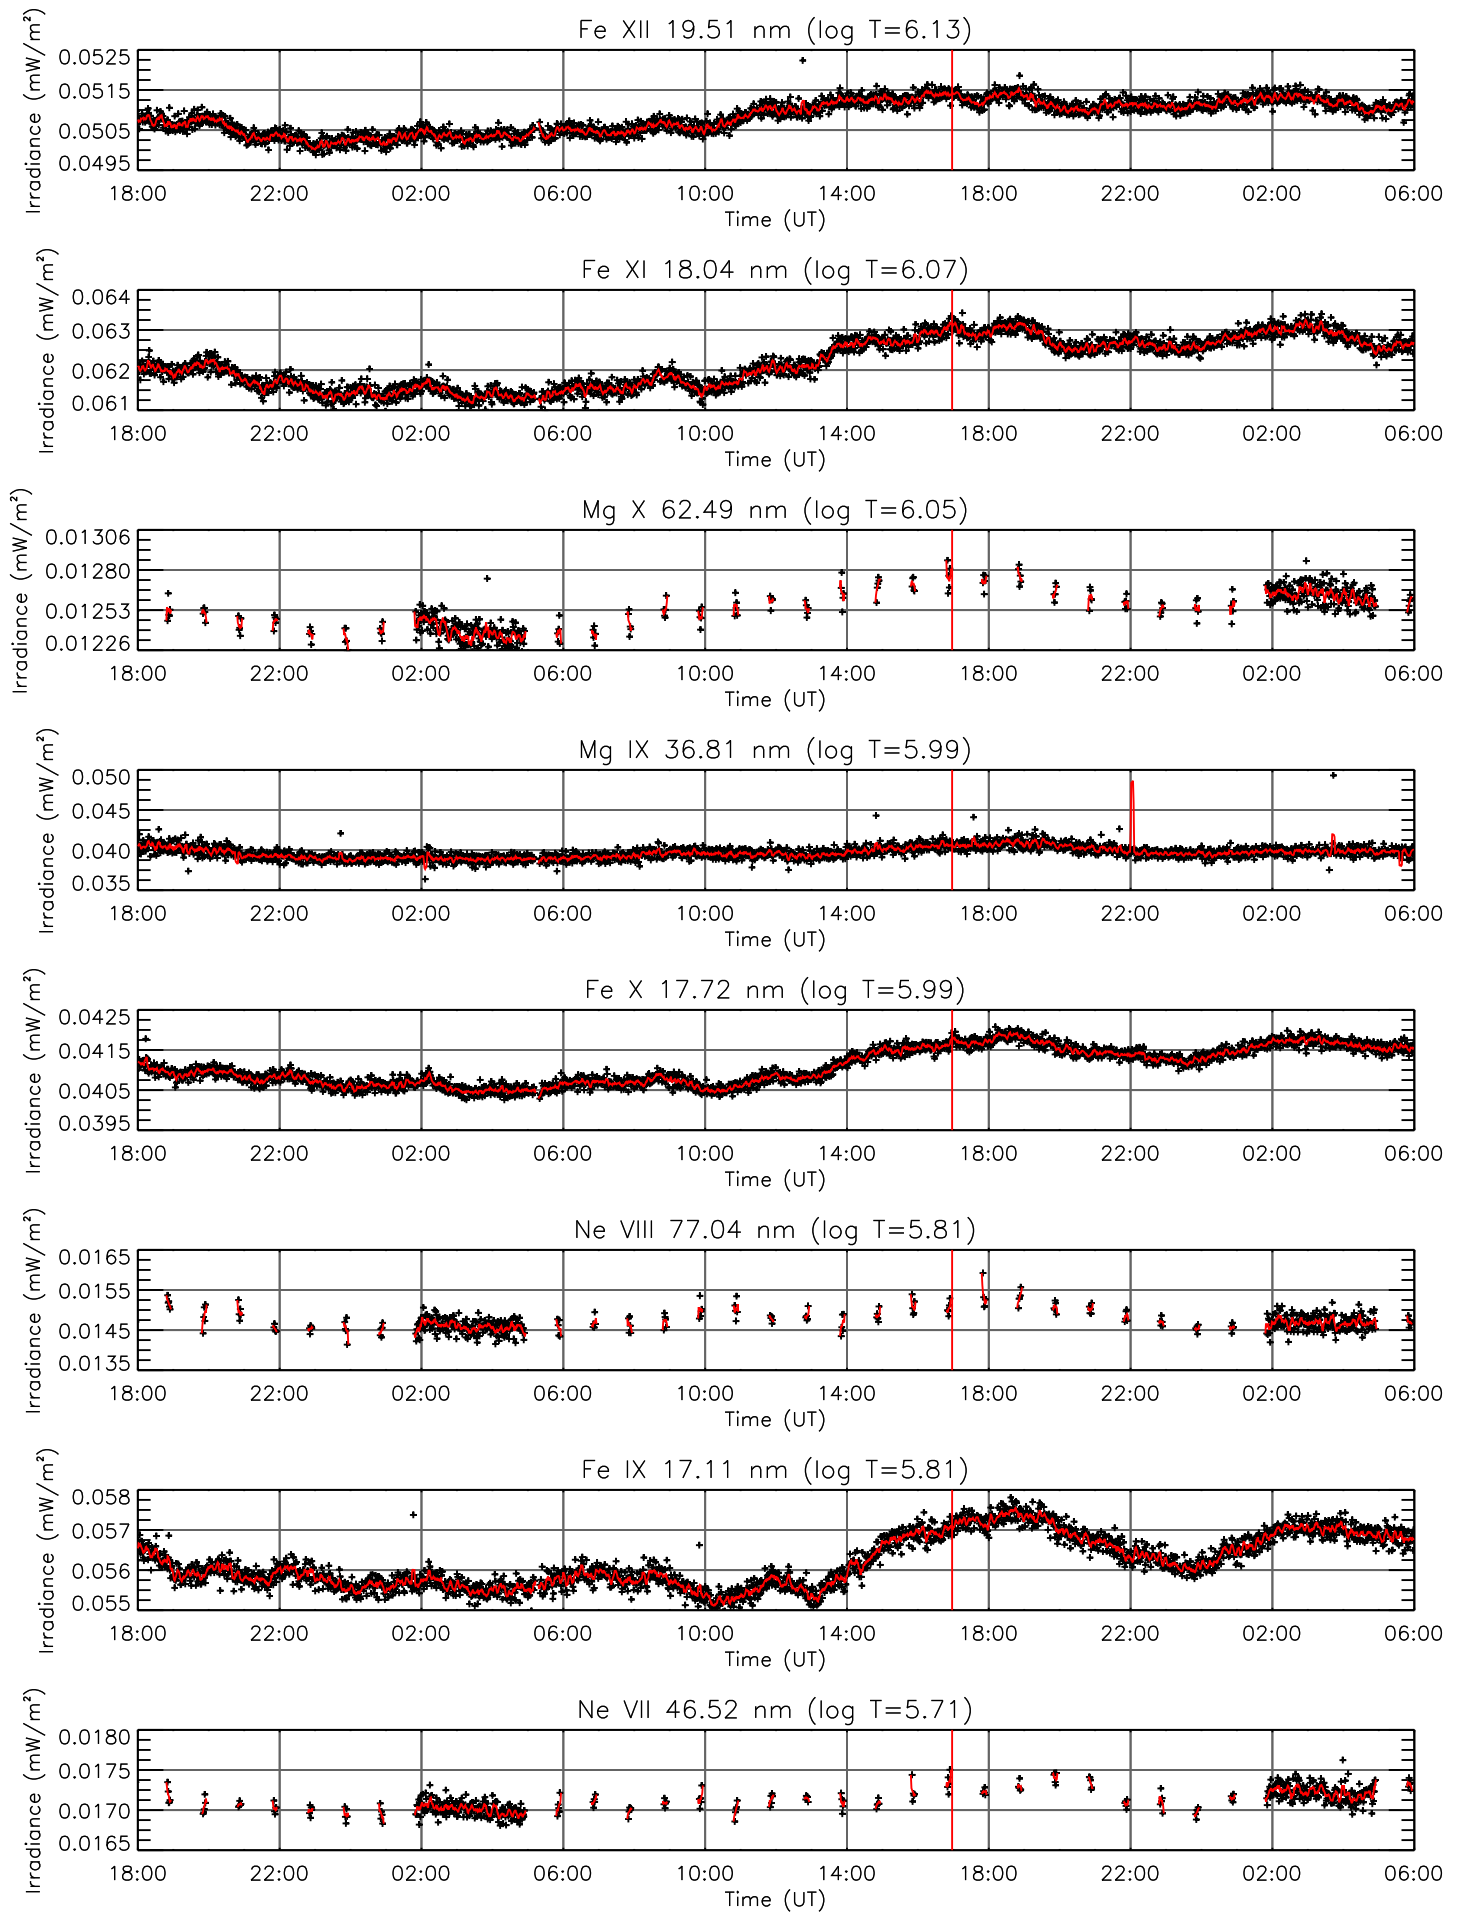 Fe XII 19.51 nm (log T=6.13)
Irradiance (mW/m²)
0.0525
0.0515
0.0505
0.0495
18:00 22:00 02:00 06:00 10:00 14:00 18:00 22:00 02:00 06:00
Time (UT)
Fe XI 18.04 nm (log T=6.07)
Irradiance (mW/m²)
0.064
0.063
0.062
0.061
18:00 22:00 02:00 06:00 10:00 14:00 18:00 22:00 02:00 06:00
Time (UT)
Mg X 62.49 nm (log T=6.05)
Irradiance (mW/m²)
0.01306
0.01280
0.01253
0.01226
18:00 22:00 02:00 06:00 10:00 14:00 18:00 22:00 02:00 06:00
Time (UT)
Mg IX 36.81 nm (log T=5.99)
Irradiance (mW/m²)
0.050
0.045
0.040
0.035
18:00 22:00 02:00 06:00 10:00 14:00 18:00 22:00 02:00 06:00
Time (UT)
Fe X 17.72 nm (log T=5.99)
Irradiance (mW/m²)
0.0425
0.0415
0.0405
0.0395
18:00 22:00 02:00 06:00 10:00 14:00 18:00 22:00 02:00 06:00
Time (UT)
Ne VIII 77.04 nm (log T=5.81)
Irradiance (mW/m²)
0.0165
0.0155
0.0145
0.0135
18:00 22:00 02:00 06:00 10:00 14:00 18:00 22:00 02:00 06:00
Time (UT)
Fe IX 17.11 nm (log T=5.81)
Irradiance (mW/m²)
0.058
0.057
0.056
0.055
18:00 22:00 02:00 06:00 10:00 14:00 18:00 22:00 02:00 06:00
Time (UT)
Ne VII 46.52 nm (log T=5.71)
Irradiance (mW/m²)
0.0180
0.0175
0.0170
0.0165
18:00 22:00 02:00 06:00 10:00 14:00 18:00 22:00 02:00 06:00
Time (UT)